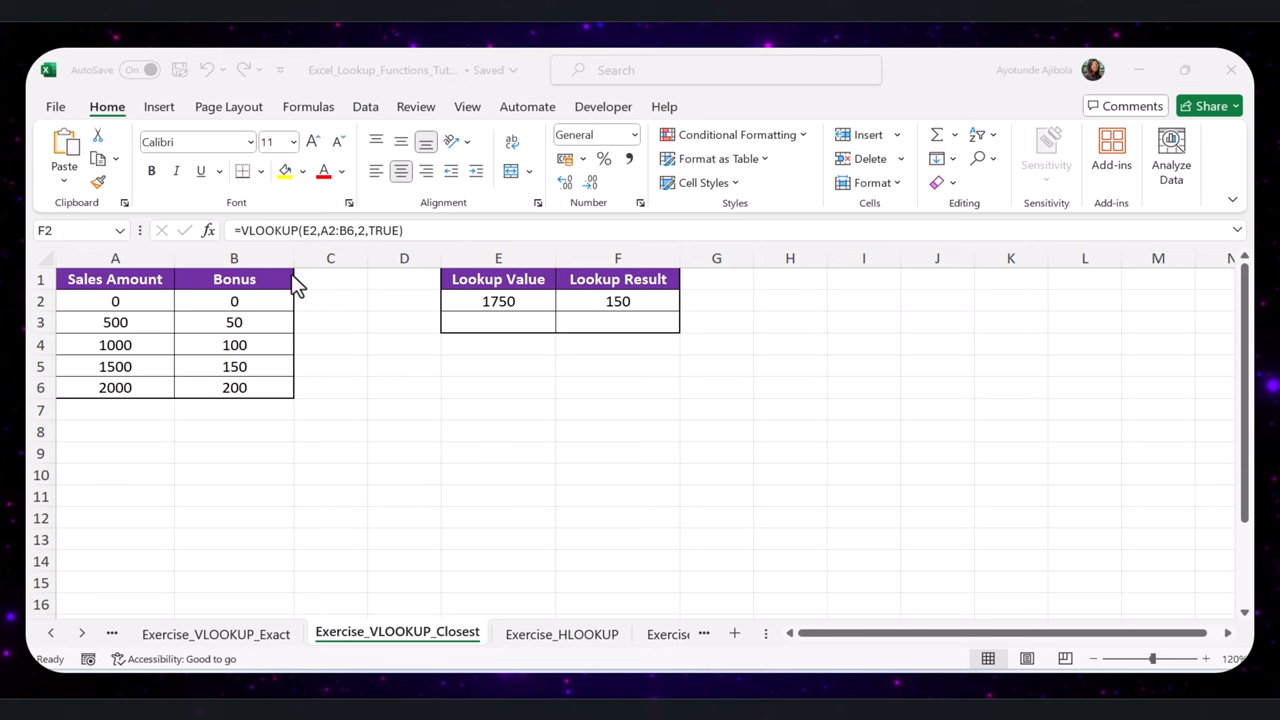 AutoSave On Excel_Lookup_Functions_Tut... • Saved Search Ayotunde Ajibola
File Home Insert Page Layout Formulas Data Review View Automate Developer Help Comments Share
Calibri 11 General Conditional Formatting Insert
Paste Format as Table Delete Sensitivity Add-ins Analyze Data
B I U A Cell Styles Format
Clipboard Font Alignment Number Styles Cells Editing Sensitivity Add-ins
F2 fx =VLOOKUP(E2,A2:B6,2,TRUE)
A B C D E F G H I J K L M N
1 Sales Amount Bonus Lookup Value Lookup Result
2 0 0 1750 150
3 500 50
4 1000 100
5 1500 150
6 2000 200
7
8
9
10
11
12
13
14
15
16
Exercise_VLOOKUP_Exact Exercise_VLOOKUP_Closest Exercise_HLOOKUP Exercise ...
Ready Accessibility: Good to go 120%